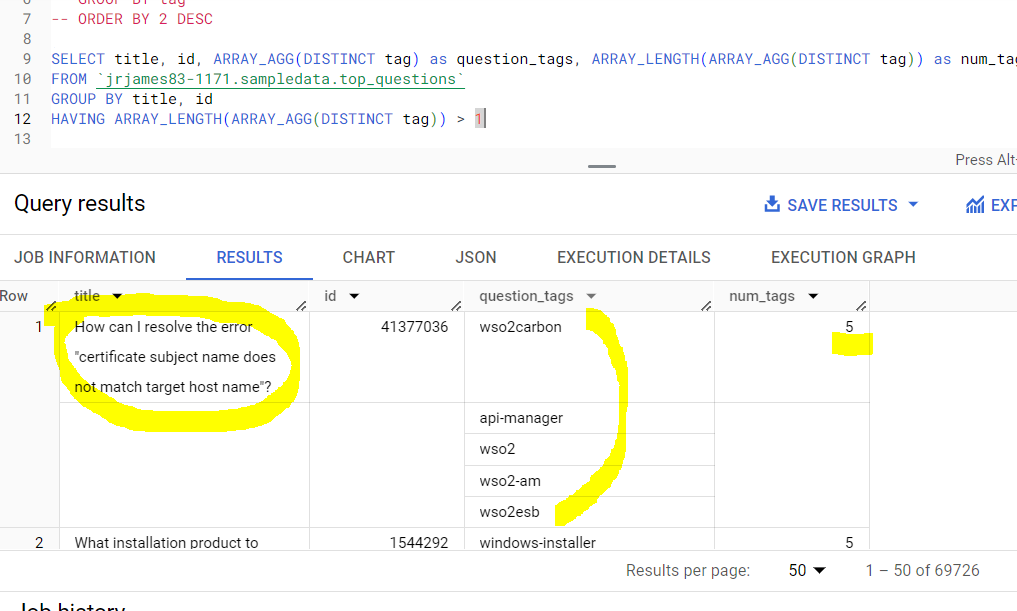 GROUP BY tag
7 -- ORDER BY 2 DESC
8
9 SELECT title, id, ARRAY_AGG(DISTINCT tag) as question_tags, ARRAY_LENGTH(ARRAY_AGG(DISTINCT tag)) as num_tag
10 FROM `jrjames83-1171.sampledata.top_questions`
11 GROUP BY title, id
12 HAVING ARRAY_LENGTH(ARRAY_AGG(DISTINCT tag)) > 1
13
Press Alt+
Query results
SAVE RESULTS
EXP
JOB INFORMATION RESULTS CHART JSON EXECUTION DETAILS EXECUTION GRAPH
Row title id question_tags num_tags
1 How can I resolve the error 41377036 wso2carbon 5
"certificate subject name does
not match target host name"?
api-manager
wso2
wso2-am
wso2esb
2 What installation product to 1544292 windows-installer 5
Results per page: 50 1 – 50 of 69726
Job history